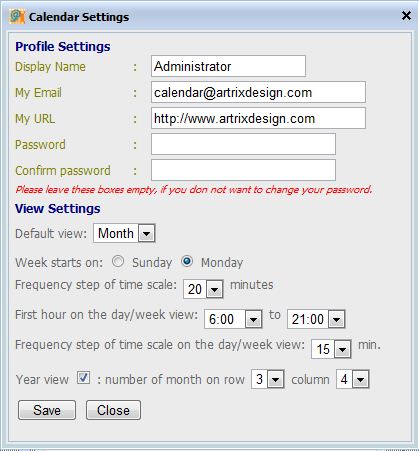 Calendar Settings
Profile Settings
Display Name : Administrator
My Email : calendar@artrixdesign.com
My URL : http://www.artrixdesign.com
Password :
Confirm password :
Please leave these boxes empty, if you don not want to change your password.
View Settings
Default view: Month
Week starts on: Sunday Monday
Frequency step of time scale: 20 minutes
First hour on the day/week view: 6:00 to 21:00
Frequency step of time scale on the day/week view: 15 min.
Year view : number of month on row 3 column 4
Save Close